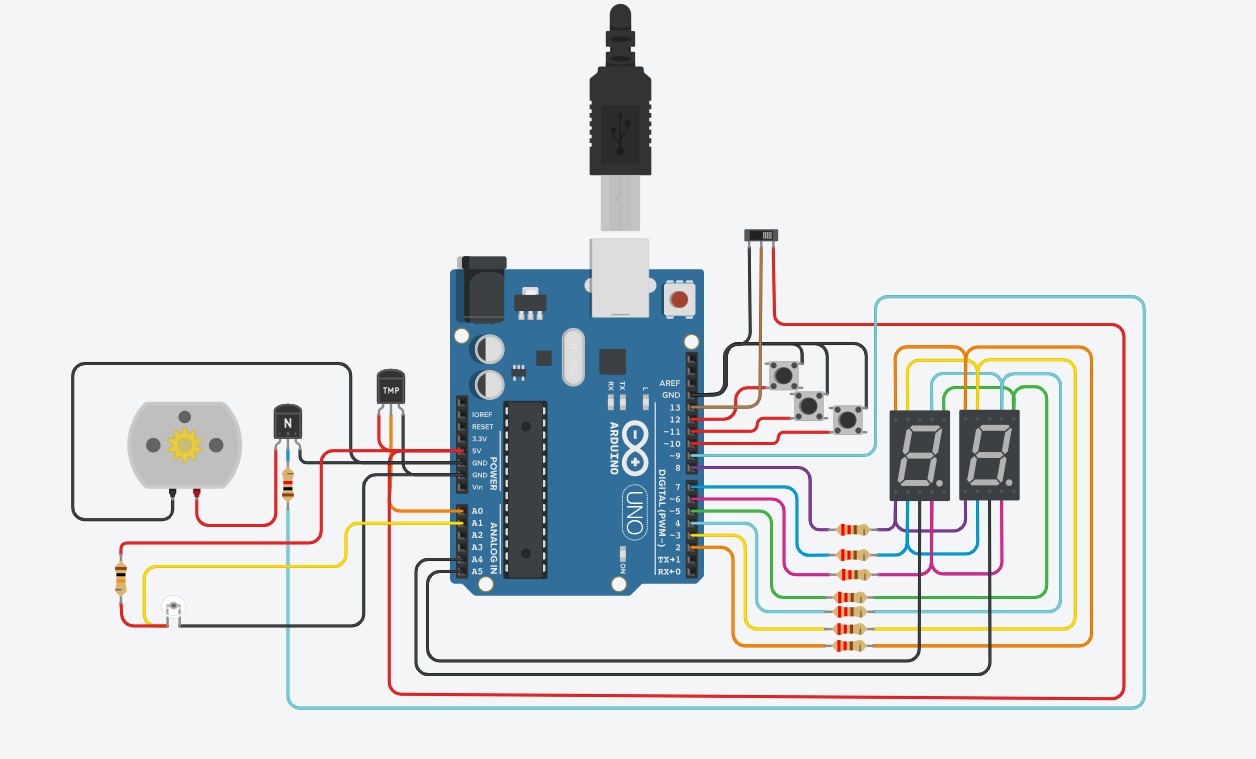 TMP
N
IOREF
RESET
3.3V
5V
GND
GND
Vin
POWER
A0
A1
A2
A3
A4
A5
ANALOG IN
RX
TX
L
ARDUINO
UNO
ON
AREF
GND
13
12
~11
~10
~9
8
7
~6
~5
4
~3
2
TX→1
RX←0
DIGITAL (PWM~)